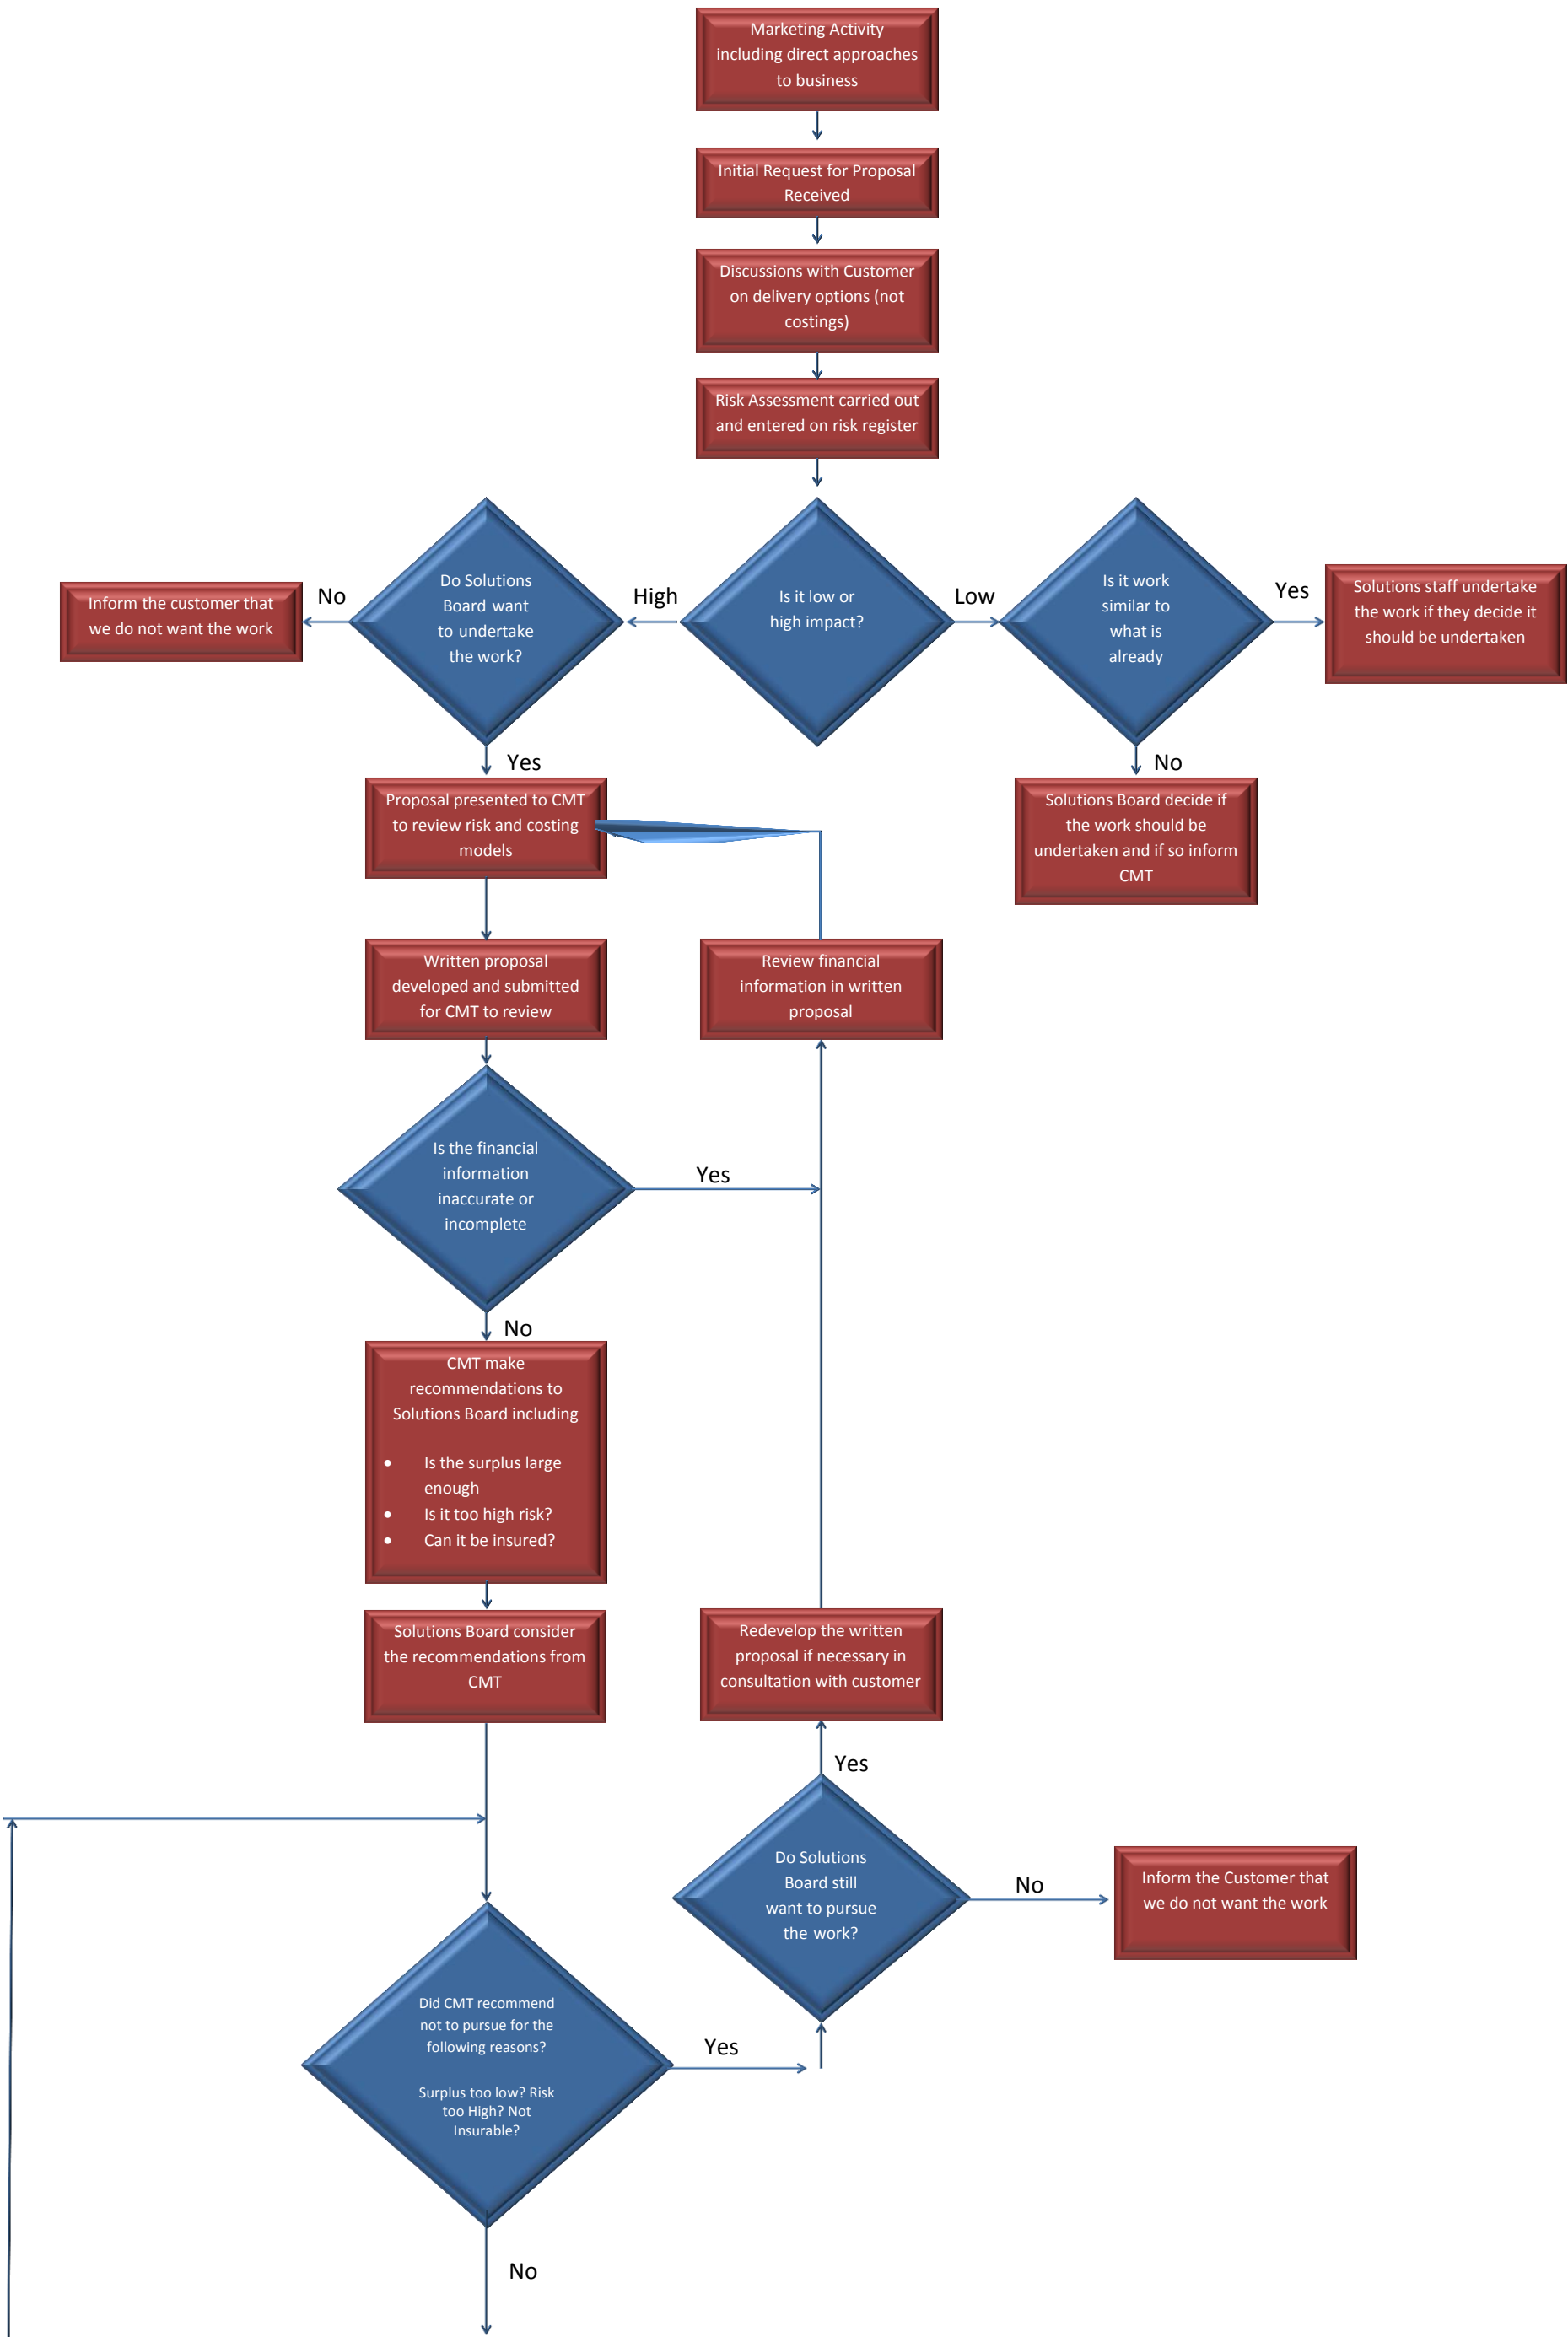 Marketing Activity
including direct approaches
to business
Initial Request for Proposal
Received
Discussions with Customer
on delivery options (not
costings)
Risk Assessment carried out
and entered on risk register
Inform the customer that
we do not want the work
No
Do Solutions
Board want
to undertake
the work?
High
Is it low or
high impact?
Low
Is it work
similar to
what is
already
Yes
Solutions staff undertake
the work if they decide it
should be undertaken
Yes
No
Proposal presented to CMT
to review risk and costing
models
Solutions Board decide if
the work should be
undertaken and if so inform
CMT
Written proposal
developed and submitted
for CMT to review
Review financial
information in written
proposal
Is the financial
information
inaccurate or
incomplete
Yes
No
CMT make
recommendations to
Solutions Board including
• Is the surplus large
enough
• Is it too high risk?
• Can it be insured?
Solutions Board consider
the recommendations from
CMT
Redevelop the written
proposal if necessary in
consultation with customer
Yes
Do Solutions
Board still
want to pursue
the work?
No
Inform the Customer that
we do not want the work
Did CMT recommend
not to pursue for the
following reasons?
Surplus too low? Risk
too High? Not
Insurable?
Yes
No